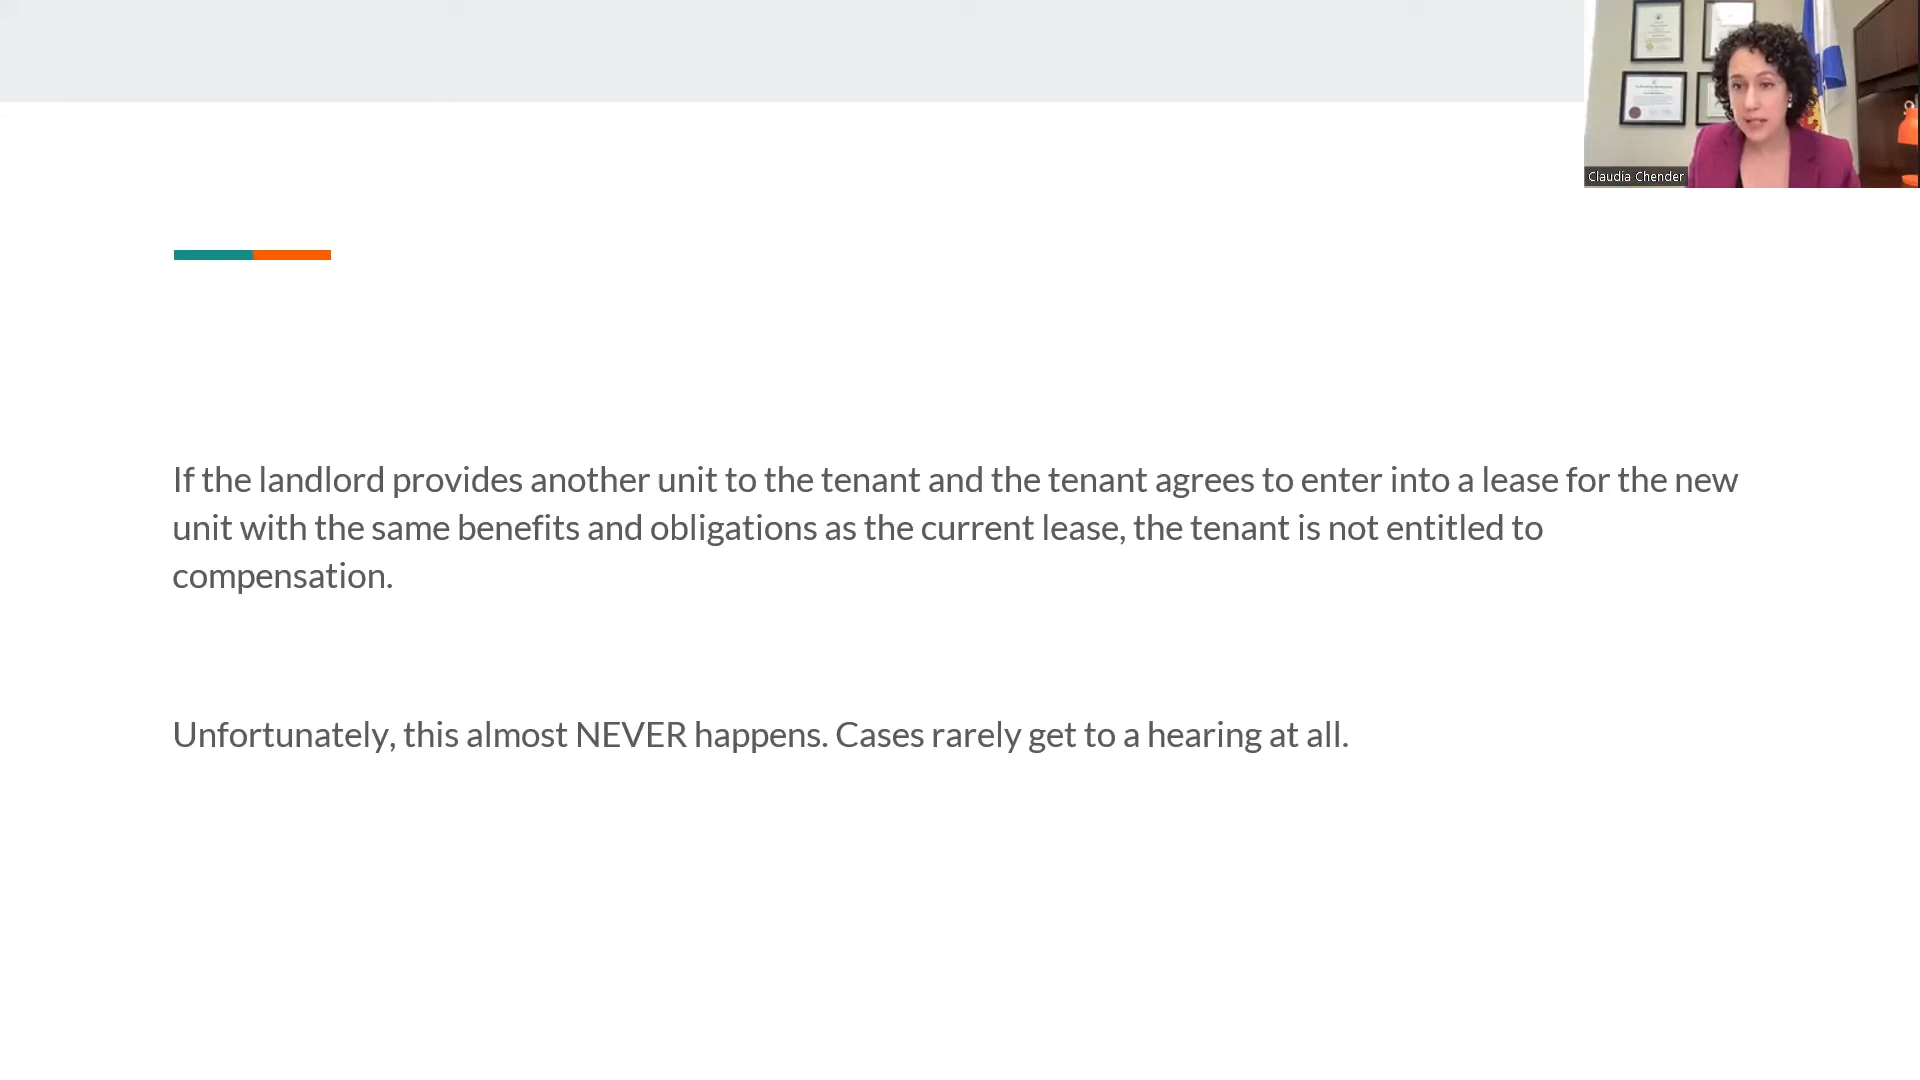 Claudia Chender
If the landlord provides another unit to the tenant and the tenant agrees to enter into a lease for the new
unit with the same benefits and obligations as the current lease, the tenant is not entitled to
compensation.
Unfortunately, this almost NEVER happens. Cases rarely get to a hearing at all.